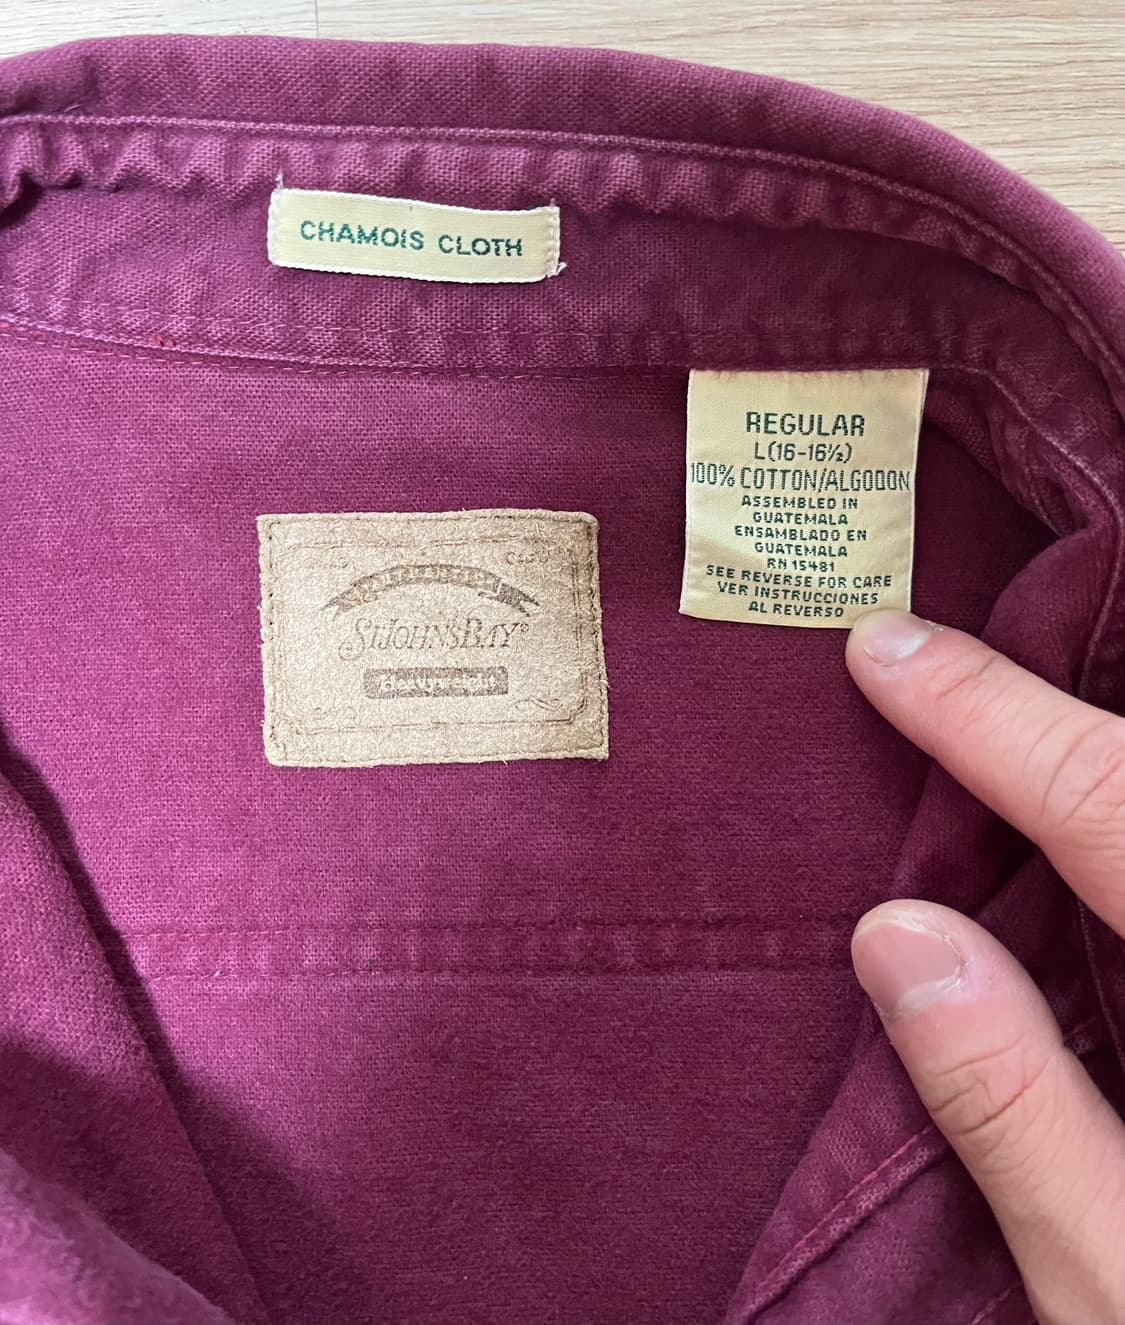 CHAMOIS CLOTH
REGULAR
L(16-16½)
100% COTTON/ALGODON
ASSEMBLED IN
GUATEMALA
ENSAMBLADO EN
GUATEMALA
RN 15481
SEE REVERSE FOR CARE
VER INSTRUCCIONES
AL REVERSO
ST JOHN'S BAY®
Heavyweight